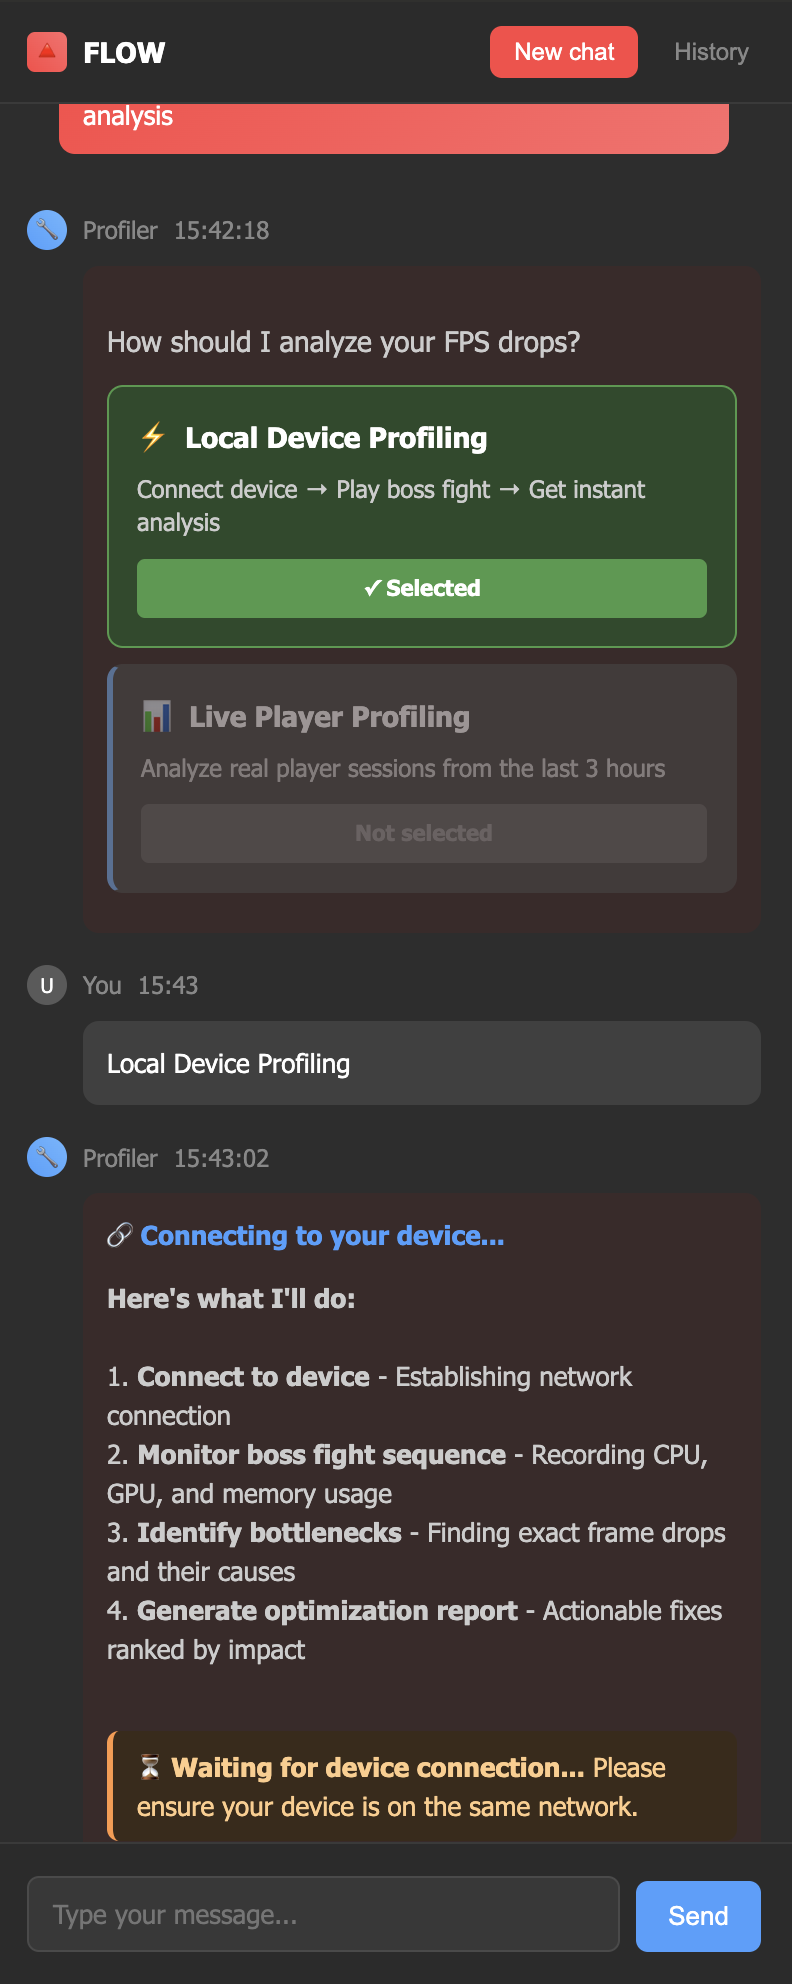 FLOW
New chat
History
analysis
Profiler 15:42:18
How should I analyze your FPS drops?
⚡ Local Device Profiling
Connect device → Play boss fight → Get instant
analysis
✓ Selected
📊 Live Player Profiling
Analyze real player sessions from the last 3 hours
Not selected
U
You 15:43
Local Device Profiling
Profiler 15:43:02
🔗 Connecting to your device...
Here's what I'll do:
1. Connect to device - Establishing network
connection
2. Monitor boss fight sequence - Recording CPU,
GPU, and memory usage
3. Identify bottlenecks - Finding exact frame drops
and their causes
4. Generate optimization report - Actionable fixes
ranked by impact
⏳ Waiting for device connection... Please
ensure your device is on the same network.
Type your message...
Send